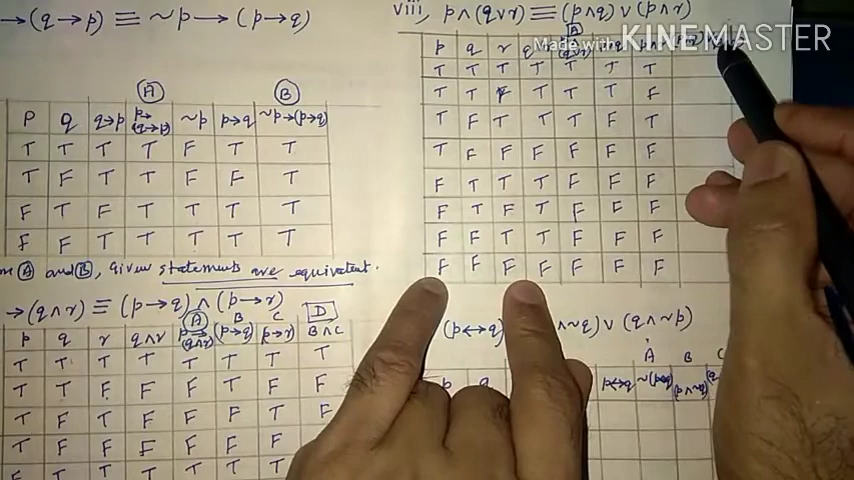 →(q→p) ≡ ~p→(p→q)
Ⓐ Ⓑ
P q q→p p→(q→p) ~p p→q ~p→(p→q)
T T T T F T T
T F T T F F T
F T F T T T T
F F T T T T T
Ⓐ and Ⓑ, Given statements are equivalent.
→(q∧r) ≡ (p→q)∧(p→r)
A B C D
p q r q∧r p→(q∧r) (p→q) (p→r) B∧C
T T T T T T T T
T T F F F T F F
T F T F F F T F
T F F F F F F
F T T T T T T
viii, p∧(q∨r) ≡ (p∧q)∨(p∧r)
A
p q r
Made with KINEMASTER
T T T T T T T
T T F T T T F
T F T T T F T
T F F F F F F
F T T T F F F
F T F T F F F
F F T T F F F
F F F F F F F
(p↔q) ∧~q)∨(q∧~p)
A B C
p q p↔q ~(p↔q) (p∧~q) (q